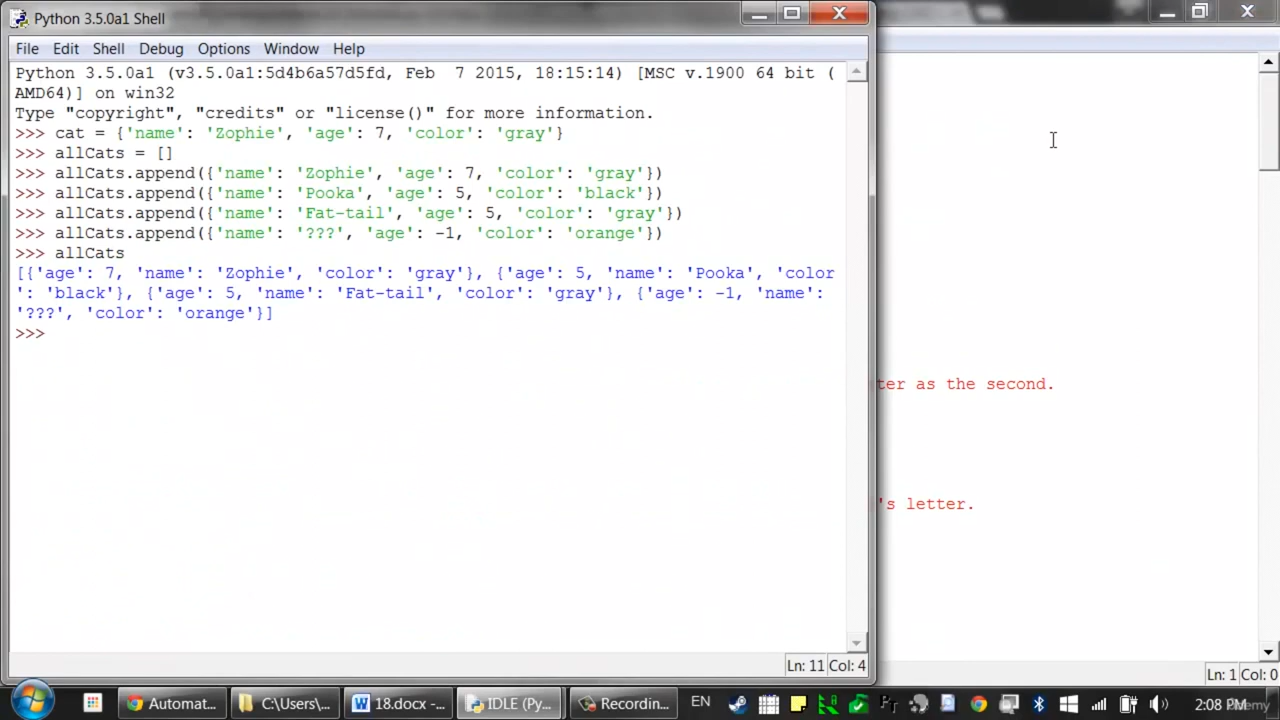 Python 3.5.0a1 Shell
File Edit Shell Debug Options Window Help
Python 3.5.0a1 (v3.5.0a1:5d4b6a57d5fd, Feb  7 2015, 18:15:14) [MSC v.1900 64 bit (
AMD64)] on win32
Type "copyright", "credits" or "license()" for more information.
>>> cat = {'name': 'Zophie', 'age': 7, 'color': 'gray'}
>>> allCats = []
>>> allCats.append({'name': 'Zophie', 'age': 7, 'color': 'gray'})
>>> allCats.append({'name': 'Pooka', 'age': 5, 'color': 'black'})
>>> allCats.append({'name': 'Fat-tail', 'age': 5, 'color': 'gray'})
>>> allCats.append({'name': '???', 'age': -1, 'color': 'orange'})
>>> allCats
[{'age': 7, 'name': 'Zophie', 'color': 'gray'}, {'age': 5, 'name': 'Pooka', 'color
': 'black'}, {'age': 5, 'name': 'Fat-tail', 'color': 'gray'}, {'age': -1, 'name':
'???', 'color': 'orange'}]
>>>
ter as the second.
's letter.
Ln: 11 Col: 4
Ln: 1 Col: 0
Automat... C:\Users\... 18.docx -... IDLE (Py... Recordin... EN 2:08 PM